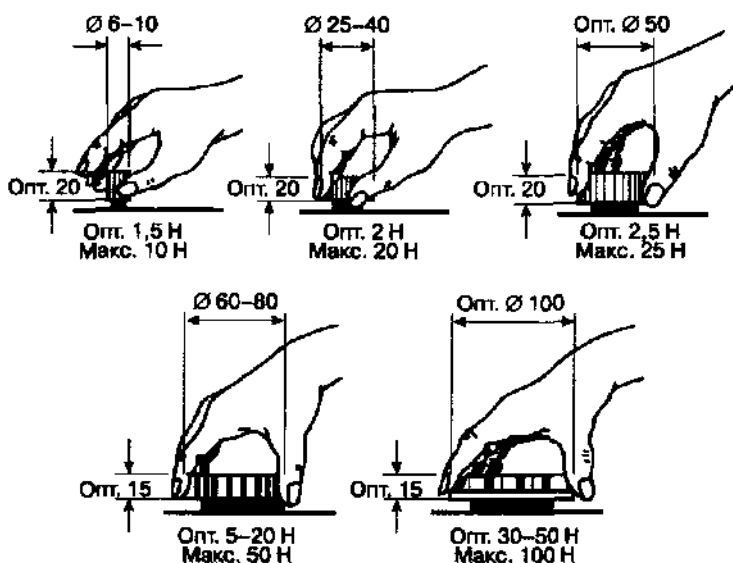 Ø 6–10
Ø 25–40
Опт. Ø 50
Опт. 20
Опт. 20
Опт. 20
Опт. 1,5 Н
Макс. 10 Н
Опт. 2 Н
Макс. 20 Н
Опт. 2,5 Н
Макс. 25 Н
Ø 60–80
Опт. Ø 100
Опт. 15
Опт. 15
Опт. 5–20 Н
Макс. 50 Н
Опт. 30–50 Н
Макс. 100 Н